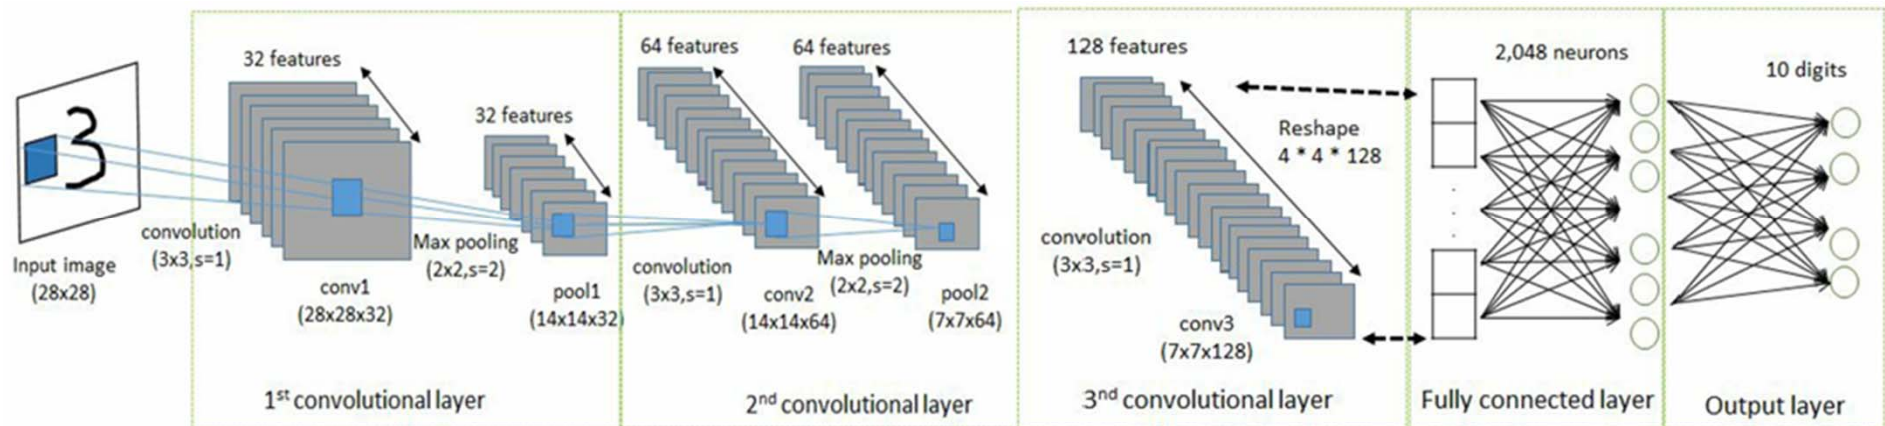 Input image
(28x28)
convolution
(3x3,s=1)
32 features
conv1
(28x28x32)
Max pooling
(2x2,s=2)
32 features
pool1
(14x14x32)
1st convolutional layer
64 features
convolution
(3x3,s=1)
conv2
(14x14x64)
64 features
Max pooling
(2x2,s=2)
pool2
(7x7x64)
2nd convolutional layer
128 features
convolution
(3x3,s=1)
conv3
(7x7x128)
Reshape
4 * 4 * 128
3nd convolutional layer
2,048 neurons
Fully connected layer
10 digits
Output layer
3